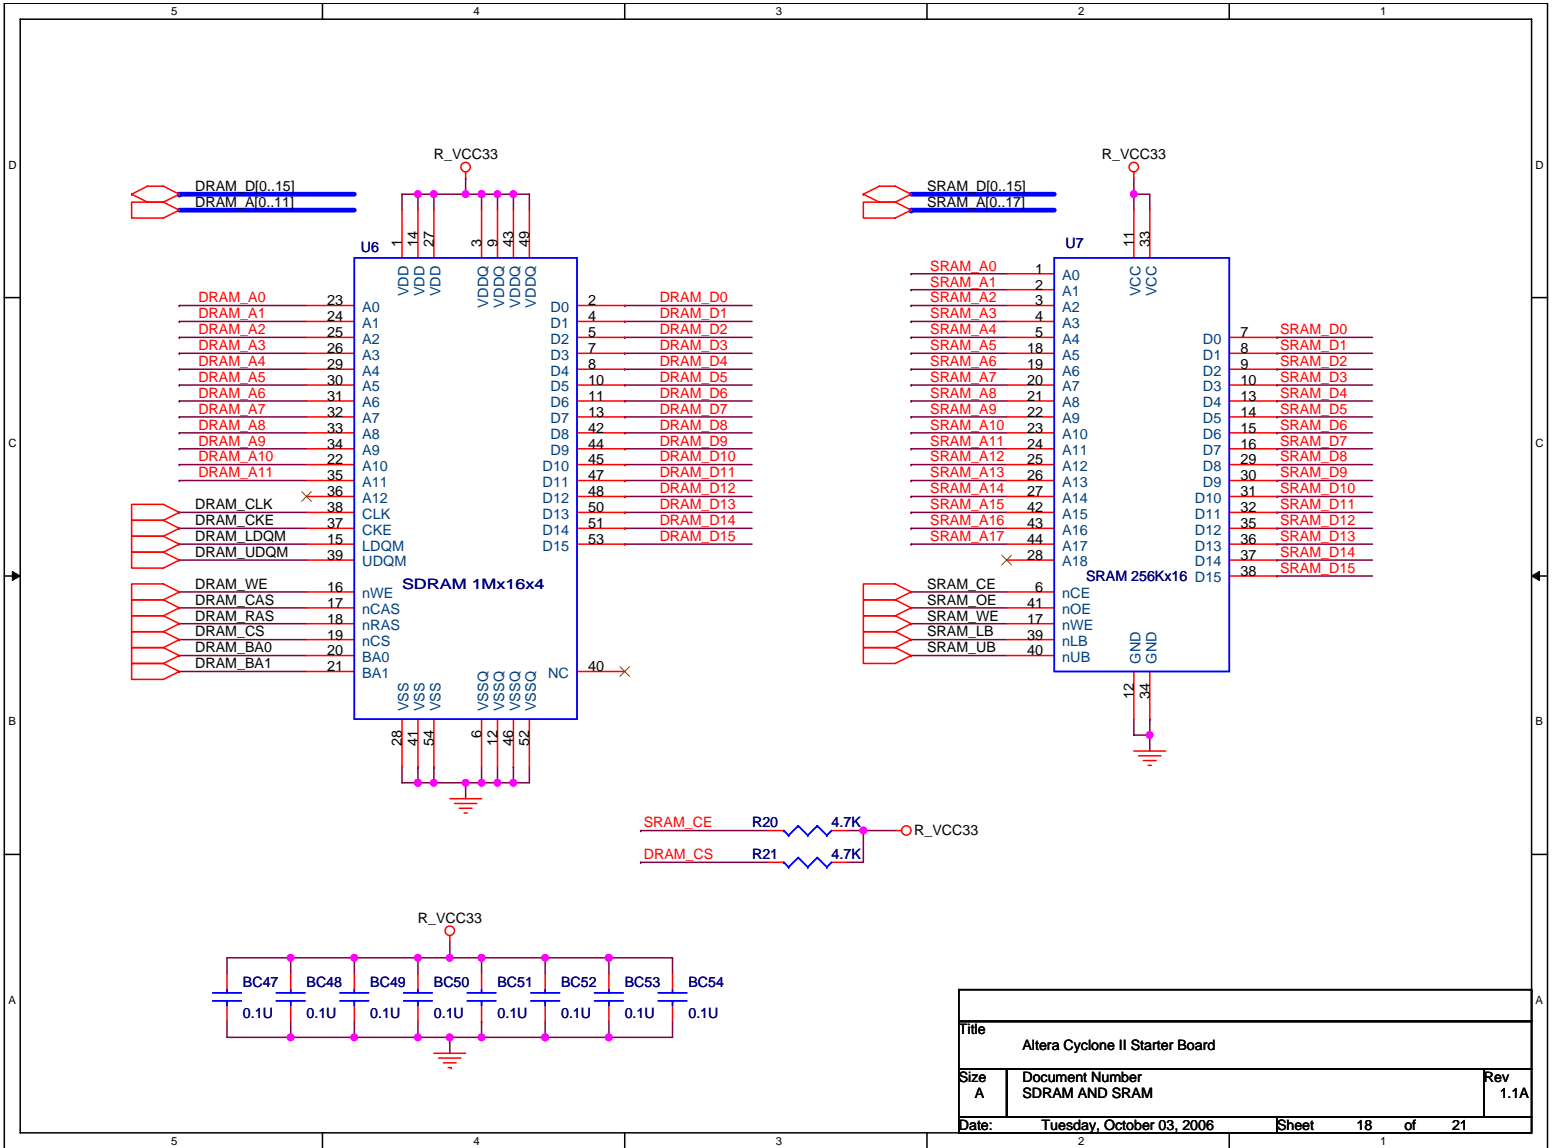 5 4 3 2 1
D D
C C
B B
A A
R_VCC33
DRAM_D[0..15]
DRAM_A[0..11]
U6
1 14 27 3 9 43 49
VDD VDD VDD VDDQ VDDQ VDDQ VDDQ
DRAM_A0 23 A0
DRAM_A1 24 A1
DRAM_A2 25 A2
DRAM_A3 26 A3
DRAM_A4 29 A4
DRAM_A5 30 A5
DRAM_A6 31 A6
DRAM_A7 32 A7
DRAM_A8 33 A8
DRAM_A9 34 A9
DRAM_A10 22 A10
DRAM_A11 35 A11
36 A12
DRAM_CLK 38 CLK
DRAM_CKE 37 CKE
DRAM_LDQM 15 LDQM
DRAM_UDQM 39 UDQM
SDRAM 1Mx16x4
DRAM_WE 16 nWE
DRAM_CAS 17 nCAS
DRAM_RAS 18 nRAS
DRAM_CS 19 nCS
DRAM_BA0 20 BA0
DRAM_BA1 21 BA1
D0 2 DRAM_D0
D1 4 DRAM_D1
D2 5 DRAM_D2
D3 7 DRAM_D3
D4 8 DRAM_D4
D5 10 DRAM_D5
D6 11 DRAM_D6
D7 13 DRAM_D7
D8 42 DRAM_D8
D9 44 DRAM_D9
D10 45 DRAM_D10
D11 47 DRAM_D11
D12 48 DRAM_D12
D13 50 DRAM_D13
D14 51 DRAM_D14
D15 53 DRAM_D15
NC 40
VSS VSS VSS VSSQ VSSQ VSSQ VSSQ
28 41 54 6 12 46 52
R_VCC33
SRAM_D[0..15]
SRAM_A[0..17]
U7
11 33
VCC VCC
SRAM_A0 1 A0
SRAM_A1 2 A1
SRAM_A2 3 A2
SRAM_A3 4 A3
SRAM_A4 5 A4
SRAM_A5 18 A5
SRAM_A6 19 A6
SRAM_A7 20 A7
SRAM_A8 21 A8
SRAM_A9 22 A9
SRAM_A10 23 A10
SRAM_A11 24 A11
SRAM_A12 25 A12
SRAM_A13 26 A13
SRAM_A14 27 A14
SRAM_A15 42 A15
SRAM_A16 43 A16
SRAM_A17 44 A17
28 A18
SRAM 256Kx16
SRAM_CE 6 nCE
SRAM_OE 41 nOE
SRAM_WE 17 nWE
SRAM_LB 39 nLB
SRAM_UB 40 nUB
D0 7 SRAM_D0
D1 8 SRAM_D1
D2 9 SRAM_D2
D3 10 SRAM_D3
D4 13 SRAM_D4
D5 14 SRAM_D5
D6 15 SRAM_D6
D7 16 SRAM_D7
D8 29 SRAM_D8
D9 30 SRAM_D9
D10 31 SRAM_D10
D11 32 SRAM_D11
D12 35 SRAM_D12
D13 36 SRAM_D13
D14 37 SRAM_D14
D15 38 SRAM_D15
GND GND
12 34
SRAM_CE R20 4.7K R_VCC33
DRAM_CS R21 4.7K
R_VCC33
BC47 BC48 BC49 BC50 BC51 BC52 BC53 BC54
0.1U 0.1U 0.1U 0.1U 0.1U 0.1U 0.1U 0.1U
Title
Altera Cyclone II Starter Board
Size Document Number Rev
A SDRAM AND SRAM 1.1A
Date: Tuesday, October 03, 2006 Sheet 18 of 21
5 4 3 2 1